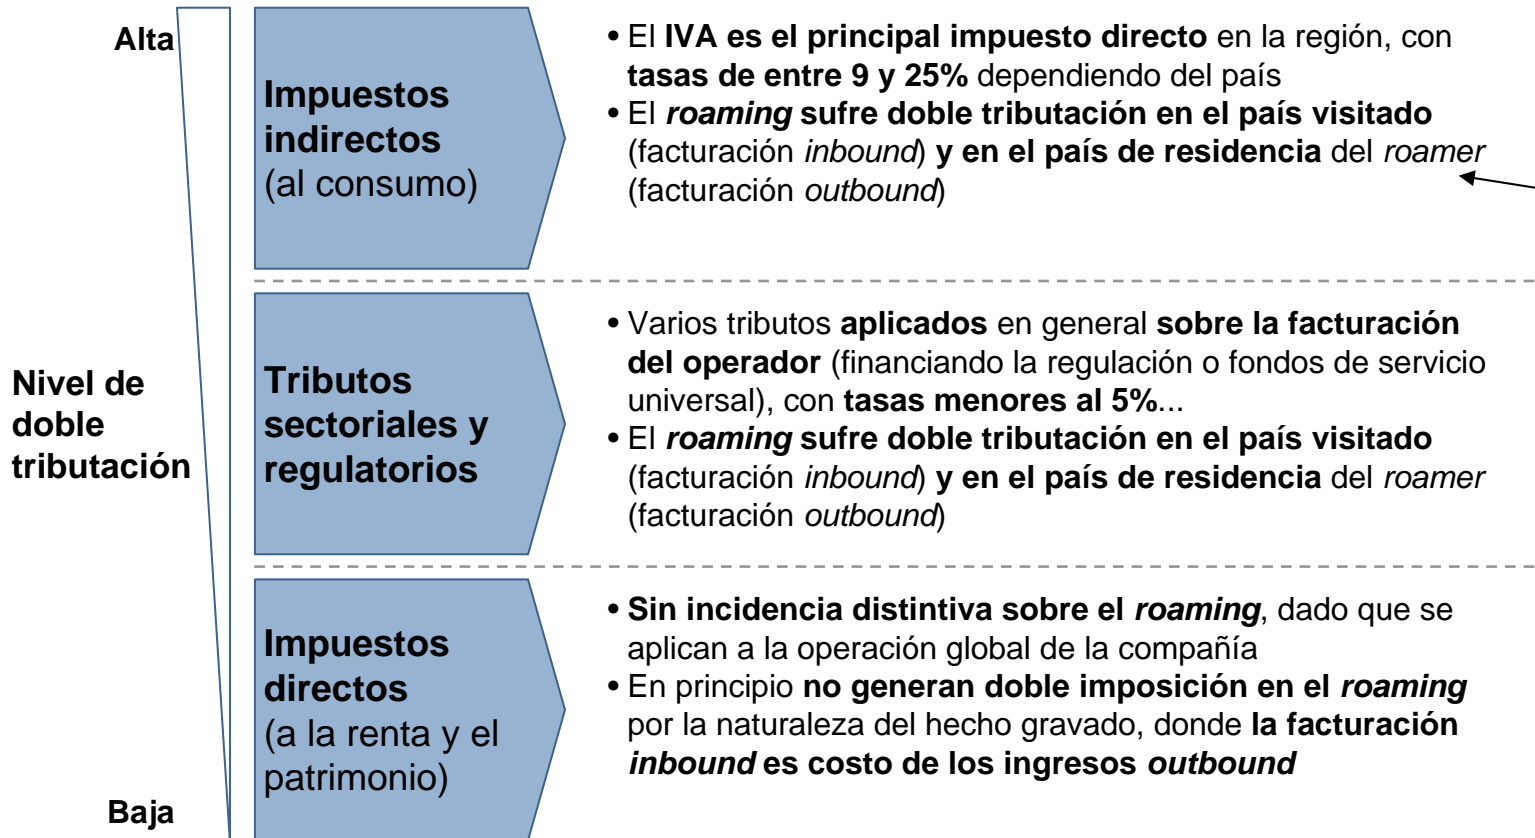 Alta
Impuestos
indirectos
(al consumo)
• El IVA es el principal impuesto directo en la región, con
tasas de entre 9 y 25% dependiendo del país
• El roaming sufre doble tributación en el país visitado
(facturación inbound) y en el país de residencia del roamer
(facturación outbound)
Nivel de
doble
tributación
Tributos
sectoriales y
regulatorios
• Varios tributos aplicados en general sobre la facturación
del operador (financiando la regulación o fondos de servicio
universal), con tasas menores al 5%...
• El roaming sufre doble tributación en el país visitado
(facturación inbound) y en el país de residencia del roamer
(facturación outbound)
Impuestos
directos
(a la renta y el
patrimonio)
• Sin incidencia distintiva sobre el roaming, dado que se
aplican a la operación global de la compañía
• En principio no generan doble imposición en el roaming
por la naturaleza del hecho gravado, donde la facturación
inbound es costo de los ingresos outbound
Baja